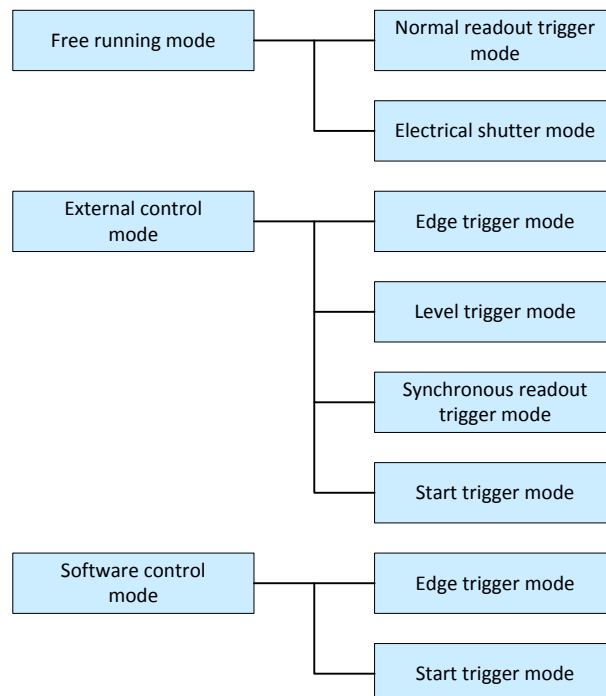 Free running mode
Normal readout trigger
mode
Electrical shutter mode
External control
mode
Edge trigger mode
Level trigger mode
Synchronous readout
trigger mode
Start trigger mode
Software control
mode
Edge trigger mode
Start trigger mode